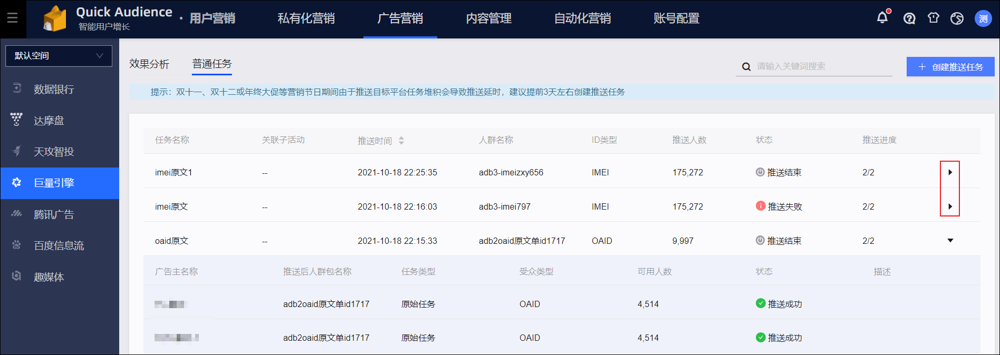 Quick Audience
智能用户增长
· 用户营销
私有化营销
广告营销
内容管理
自动化营销
账号配置
测
默认空间
数据银行
达摩盘
天攻智投
巨量引擎
腾讯广告
百度信息流
趣媒体
效果分析
普通任务
请输入关键词搜索
创建推送任务
提示：双十一、双十二或年终大促等营销节日期间由于推送目标平台任务堆积会导致推送延时，建议提前3天左右创建推送任务
任务名称 关联子活动 推送时间 人群名称 ID类型 推送人数 状态 推送进度
imei原文1 -- 2021-10-18 22:25:35 adb3-imeizxy656 IMEI 175,272 推送结束 2/2
imei原文 -- 2021-10-18 22:16:03 adb3-imei797 IMEI 175,272 推送失败 2/2
oaid原文 -- 2021-10-18 22:15:33 adb2oaid原文单id1717 OAID 9,997 推送结束 2/2
广告主名称 推送后人群包名称 任务类型 受众类型 可用人数 状态 描述
adb2oaid原文单id1717 原始任务 OAID 4,514 推送成功
adb2oaid原文单id1717 原始任务 OAID 4,514 推送成功